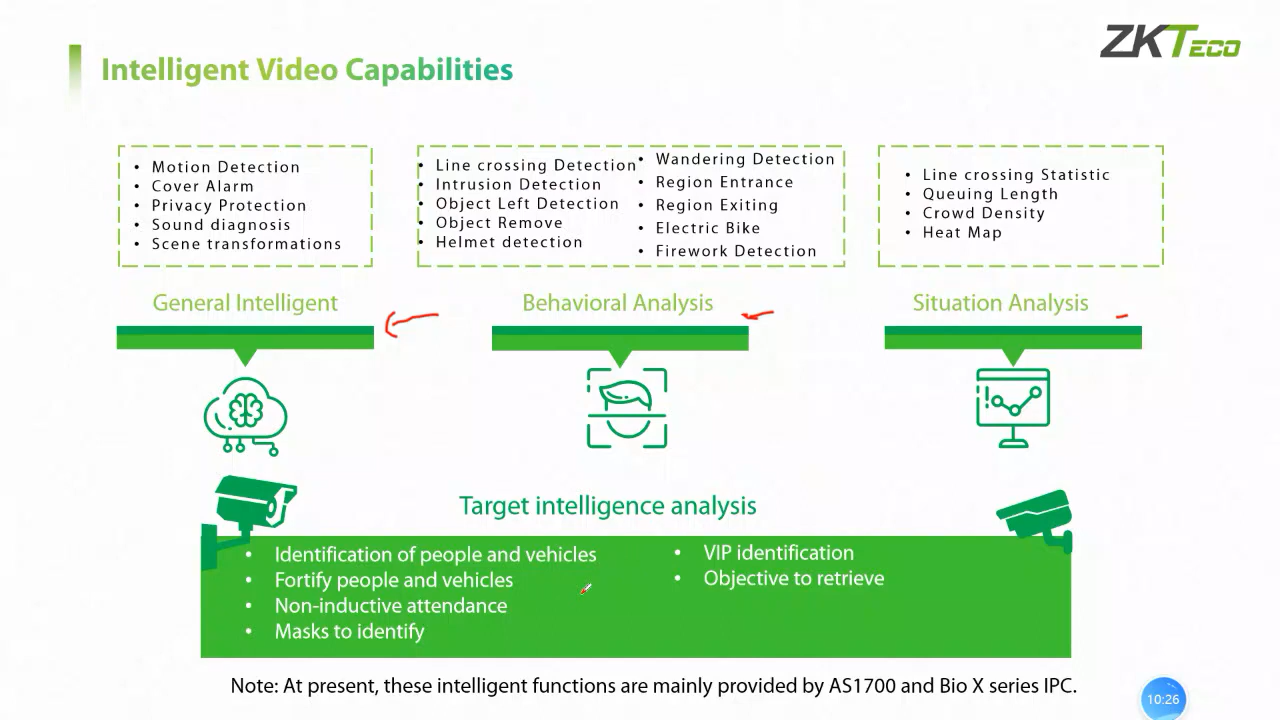 Intelligent Video Capabilities
ZKTeco
• Motion Detection
• Cover Alarm
• Privacy Protection
• Sound diagnosis
• Scene transformations
• Line crossing Detection
• Intrusion Detection
• Object Left Detection
• Object Remove
• Helmet detection
• Wandering Detection
• Region Entrance
• Region Exiting
• Electric Bike
• Firework Detection
• Line crossing Statistic
• Queuing Length
• Crowd Density
• Heat Map
General Intelligent
Behavioral Analysis
Situation Analysis
Target intelligence analysis
• Identification of people and vehicles
• Fortify people and vehicles
• Non-inductive attendance
• Masks to identify
• VIP identification
• Objective to retrieve
Note: At present, these intelligent functions are mainly provided by AS1700 and Bio X series IPC.
10:26